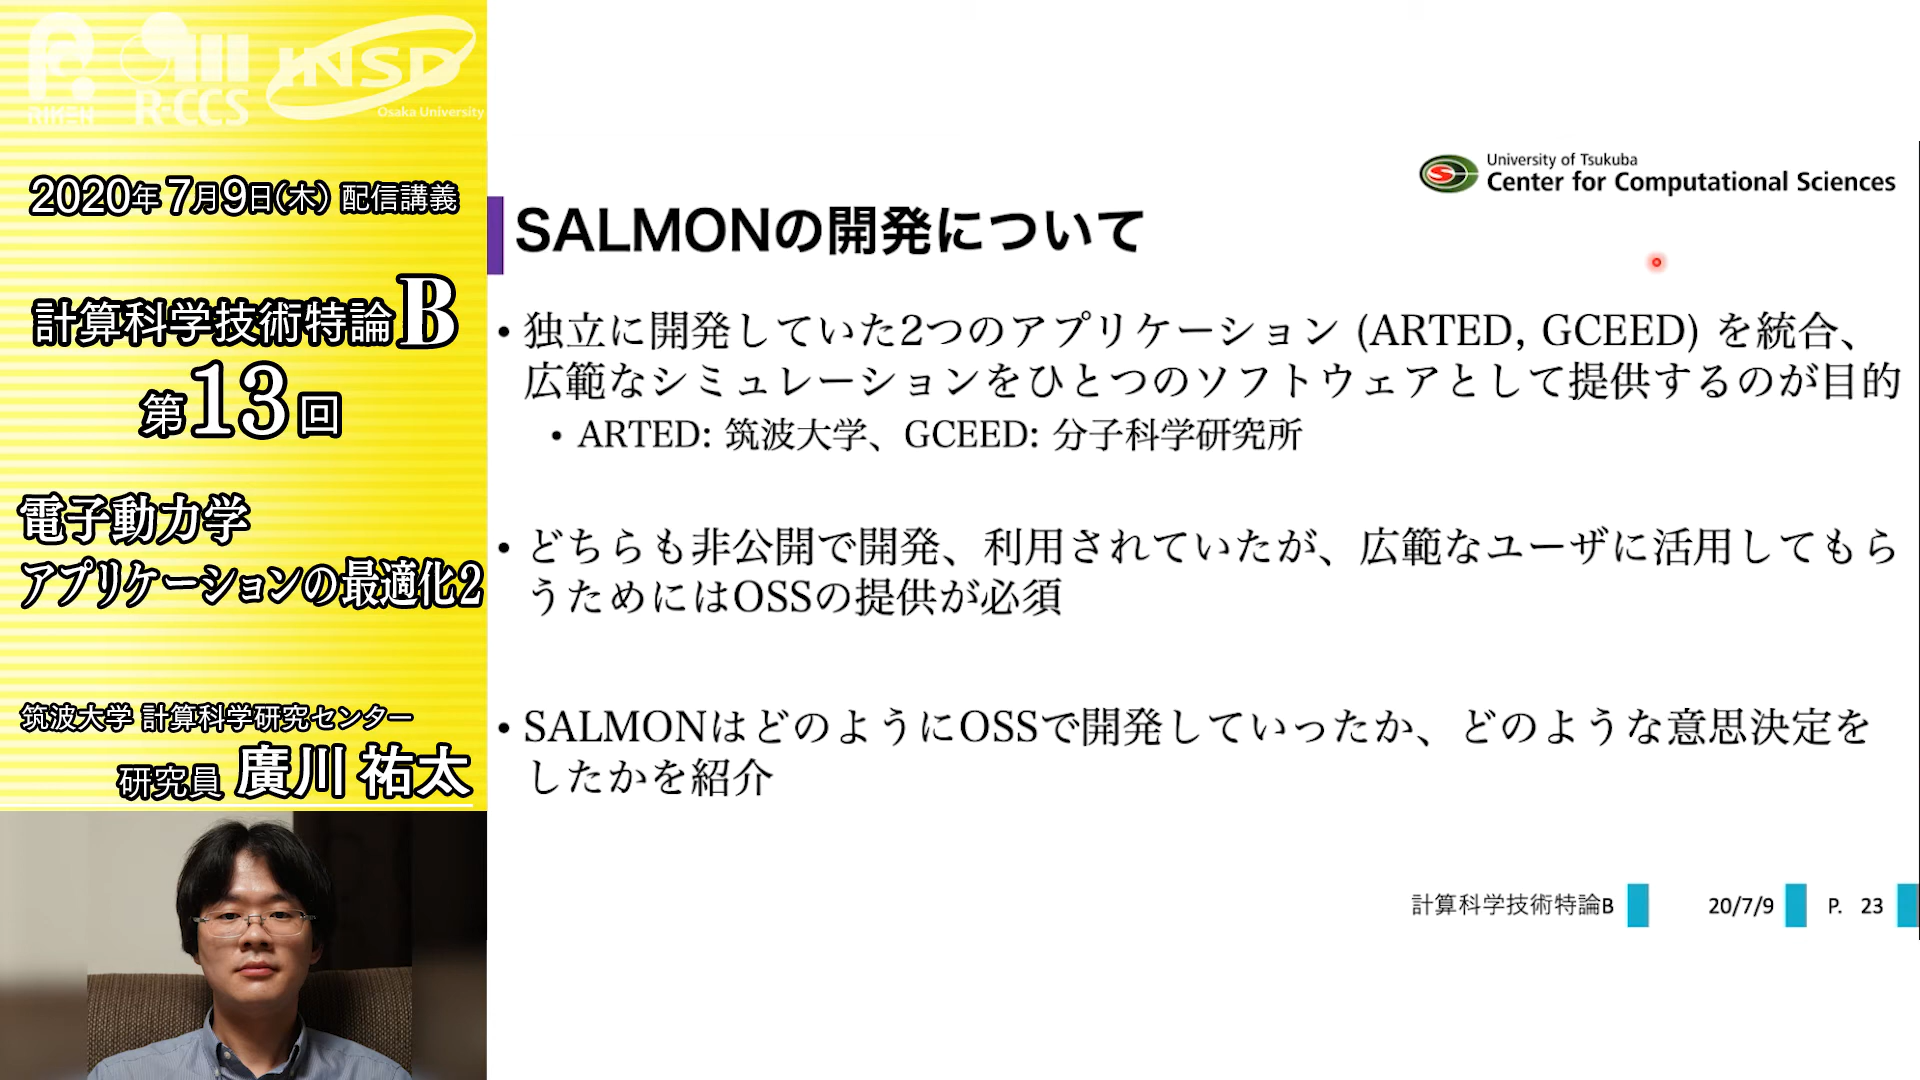 RIKEN
R-CCS
INSD
Osaka University
2020年7月9日(木) 配信講義
計算科学技術特論B
第13回
電子動力学
アプリケーションの最適化2
筑波大学 計算科学研究センター
研究員 廣川 祐太
University of Tsukuba
Center for Computational Sciences
SALMONの開発について
• 独立に開発していた2つのアプリケーション (ARTED, GCEED) を統合、
広範なシミュレーションをひとつのソフトウェアとして提供するのが目的
• ARTED: 筑波大学、GCEED: 分子科学研究所
• どちらも非公開で開発、利用されていたが、広範なユーザに活用してもら
うためにはOSSの提供が必須
• SALMONはどのようにOSSで開発していったか、どのような意思決定を
したかを紹介
計算科学技術特論B
20/7/9
P. 23